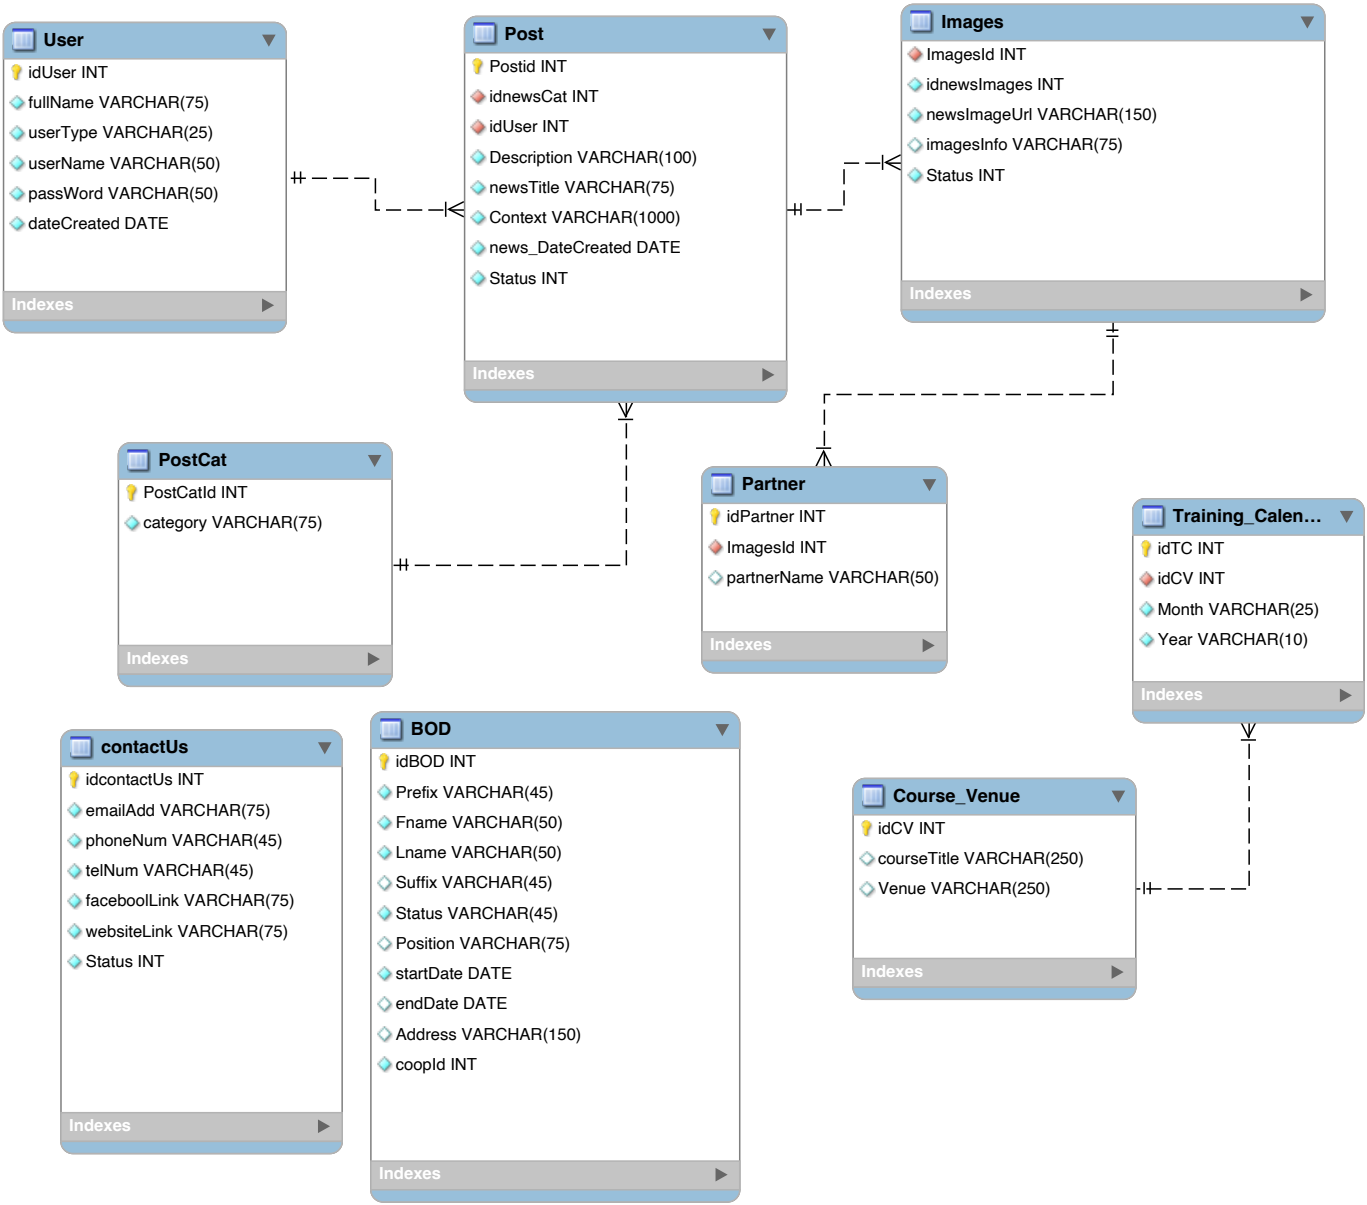 User
idUser INT
fullName VARCHAR(75)
userType VARCHAR(25)
userName VARCHAR(50)
passWord VARCHAR(50)
dateCreated DATE
Indexes
Post
Postid INT
idnewsCat INT
idUser INT
Description VARCHAR(100)
newsTitle VARCHAR(75)
Context VARCHAR(1000)
news_DateCreated DATE
Status INT
Indexes
Images
ImagesId INT
idnewsImages INT
newsImageUrl VARCHAR(150)
imagesInfo VARCHAR(75)
Status INT
Indexes
PostCat
PostCatId INT
category VARCHAR(75)
Indexes
Partner
idPartner INT
ImagesId INT
partnerName VARCHAR(50)
Indexes
Training_Calen...
idTC INT
idCV INT
Month VARCHAR(25)
Year VARCHAR(10)
Indexes
contactUs
idcontactUs INT
emailAdd VARCHAR(75)
phoneNum VARCHAR(45)
telNum VARCHAR(45)
faceboolLink VARCHAR(75)
websiteLink VARCHAR(75)
Status INT
Indexes
BOD
idBOD INT
Prefix VARCHAR(45)
Fname VARCHAR(50)
Lname VARCHAR(50)
Suffix VARCHAR(45)
Status VARCHAR(45)
Position VARCHAR(75)
startDate DATE
endDate DATE
Address VARCHAR(150)
coopId INT
Indexes
Course_Venue
idCV INT
courseTitle VARCHAR(250)
Venue VARCHAR(250)
Indexes